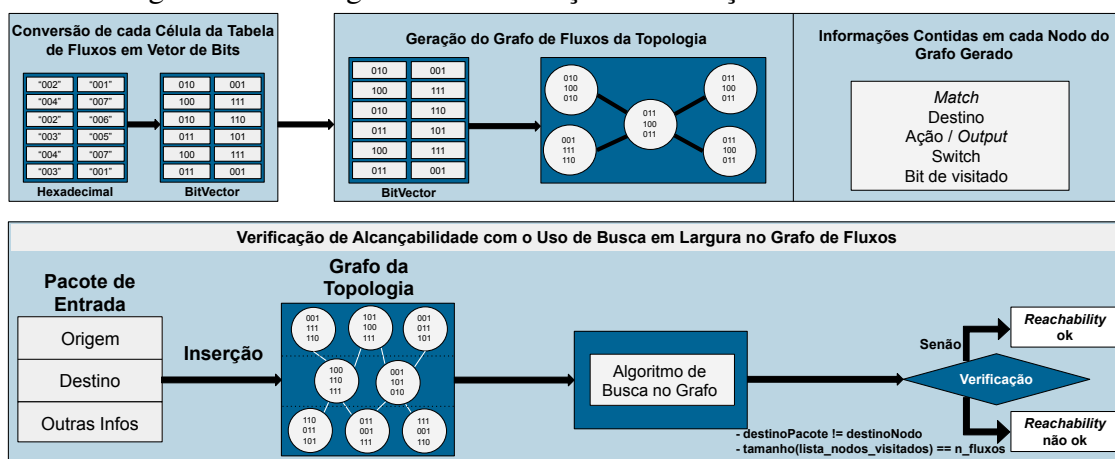 Conversão de cada Célula da Tabela
de Fluxos em Vetor de Bits
"002" "001" 010 001
"004" "007" 100 111
"002" "006" 010 110
"003" "005" 011 101
"004" "007" 100 111
"003" "001" 011 001
Hexadecimal BitVector
Geração do Grafo de Fluxos da Topologia
010 001
100 111
010 110
011 101
100 111
011 001
BitVector
010
100
010
001
111
110
011
100
011
011
100
011
011
100
011
Informações Contidas em cada Nodo do
Grafo Gerado
Match
Destino
Ação / Output
Switch
Bit de visitado
Verificação de Alcançabilidade com o Uso de Busca em Largura no Grafo de Fluxos
Pacote de
Entrada
Origem
Destino
Outras Infos
Inserção
Grafo da
Topologia
001
111
110
101
100
111
001
011
101
100
110
111
001
101
010
110
011
101
011
001
111
111
001
110
Algoritmo de
Busca no Grafo
- destinoPacote != destinoNodo
- tamanho(lista_nodos_visitados) == n_fluxos
Senão
Verificação
Reachability
ok
Reachability
não ok